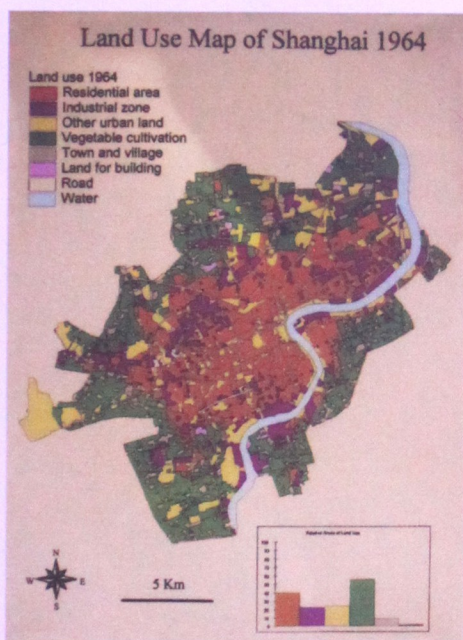 Land Use Map of Shanghai 1964
Land use 1964
Residential area
Industrial zone
Other urban land
Vegetable cultivation
Town and village
Land for building
Road
Water
N
W E
S
5 Km